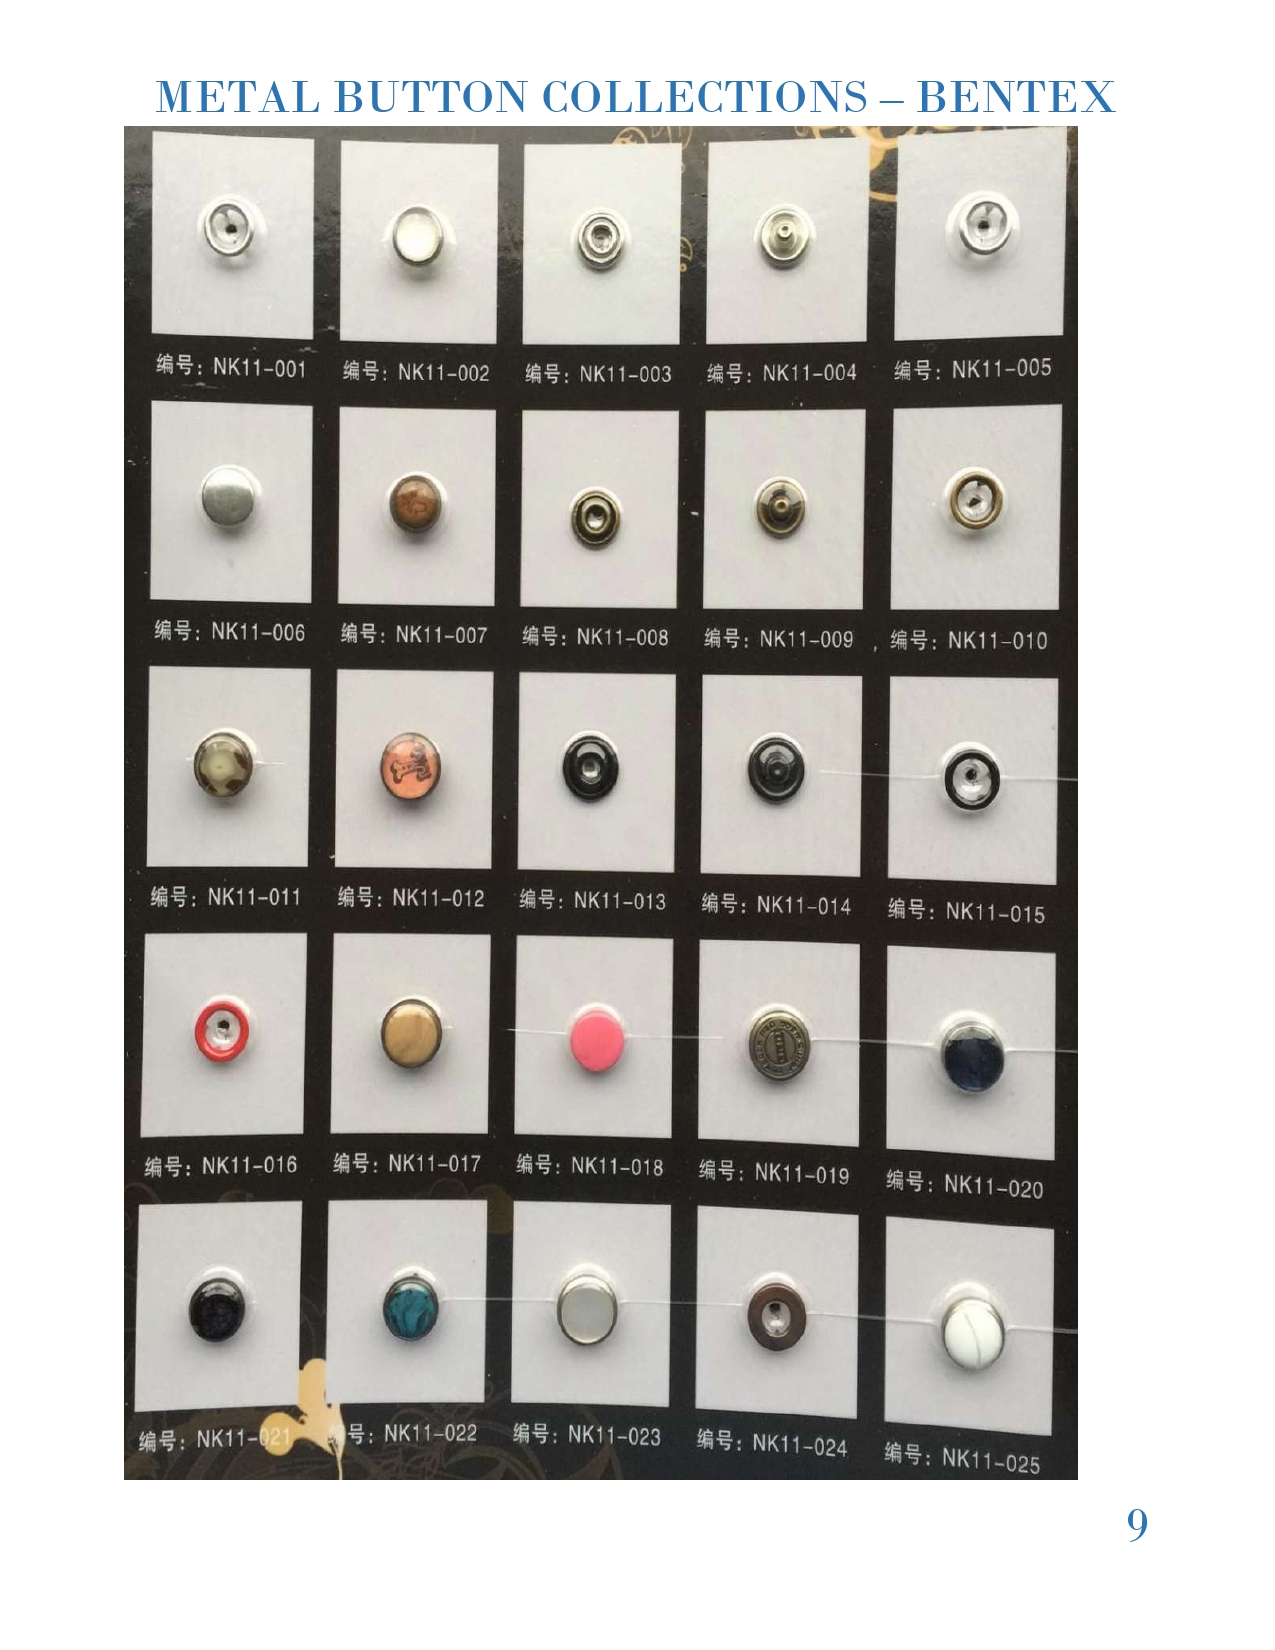 METAL BUTTON COLLECTIONS – BENTEX
编号: NK11-001 编号: NK11-002 编号: NK11-003 编号: NK11-004 编号: NK11-005
编号: NK11-006 编号: NK11-007 编号: NK11-008 编号: NK11-009 编号: NK11-010
编号: NK11-011 编号: NK11-012 编号: NK11-013 编号: NK11-014 编号: NK11-015
编号: NK11-016 编号: NK11-017 编号: NK11-018 编号: NK11-019 编号: NK11-020
编号: NK11-021 编号: NK11-022 编号: NK11-023 编号: NK11-024 编号: NK11-025
9